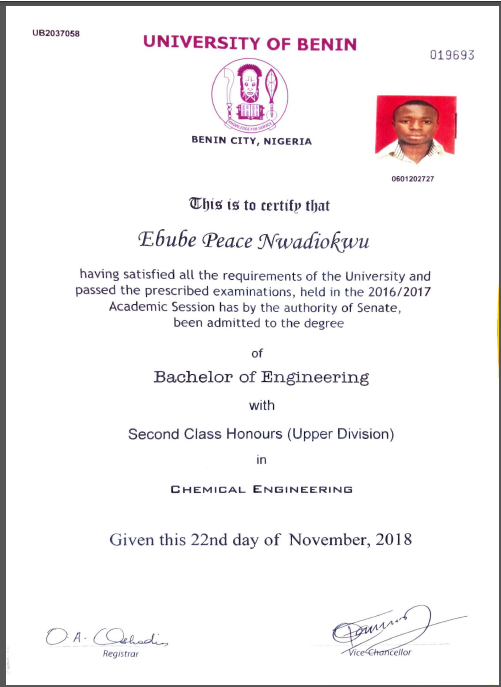 UB2037058
UNIVERSITY OF BENIN
019693
KNOWLEDGE FOR SERVICE
BENIN CITY, NIGERIA
0601202727
This is to certify that
Ebube Peace Nwadiokwu
having satisfied all the requirements of the University and
passed the prescribed examinations, held in the 2016/2017
Academic Session has by the authority of Senate,
been admitted to the degree
of
Bachelor of Engineering
with
Second Class Honours (Upper Division)
in
CHEMICAL ENGINEERING
Given this 22nd day of November, 2018
Registrar
Vice-Chancellor